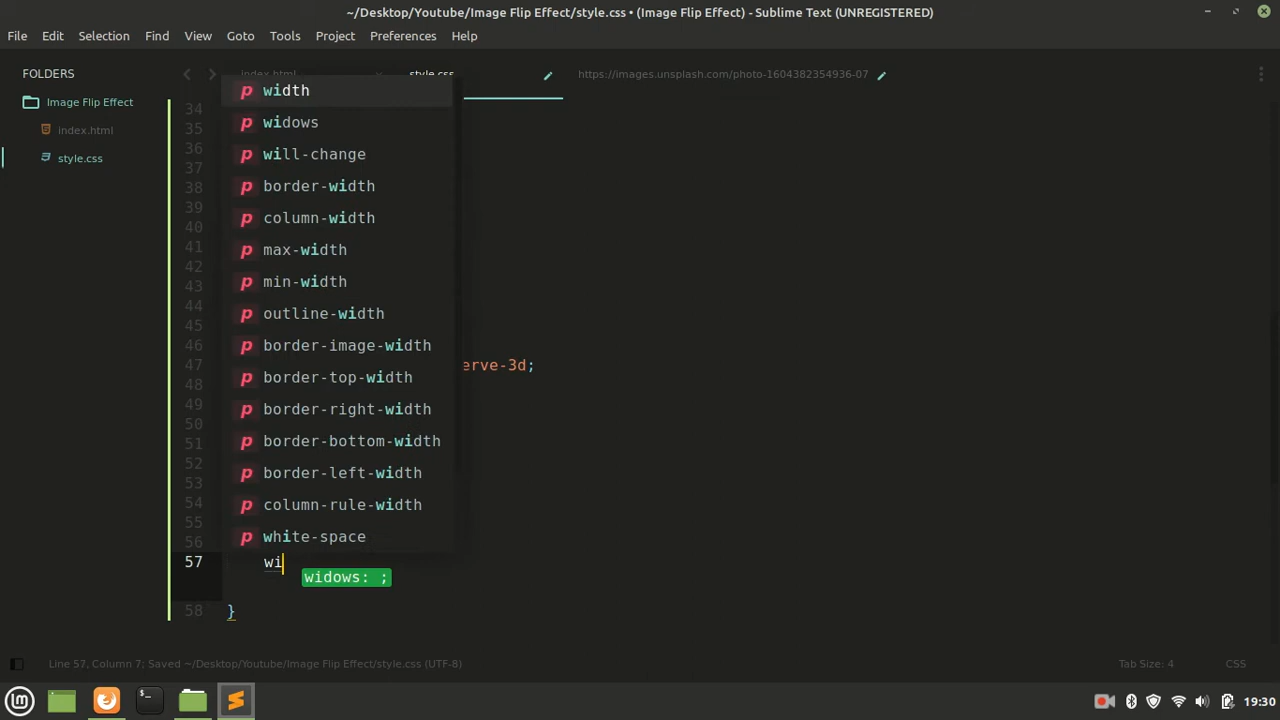 ~/Desktop/Youtube/Image Flip Effect/style.css • (Image Flip Effect) - Sublime Text (UNREGISTERED)
File Edit Selection Find View Goto Tools Project Preferences Help
FOLDERS
Image Flip Effect
index.html
style.css
index.html style.css https://images.unsplash.com/photo-1604382354936-07
34
35
36
37
38
39
40
41
42
43
44
45
46
47 erve-3d;
48
49
50
51
52
53
54
55
56
57 wi
58 }
p width
p widows
p will-change
p border-width
p column-width
p max-width
p min-width
p outline-width
p border-image-width
p border-top-width
p border-right-width
p border-bottom-width
p border-left-width
p column-rule-width
p white-space
widows: ;
Line 57, Column 7; Saved ~/Desktop/Youtube/Image Flip Effect/style.css (UTF-8) Tab Size: 4 CSS
19:30